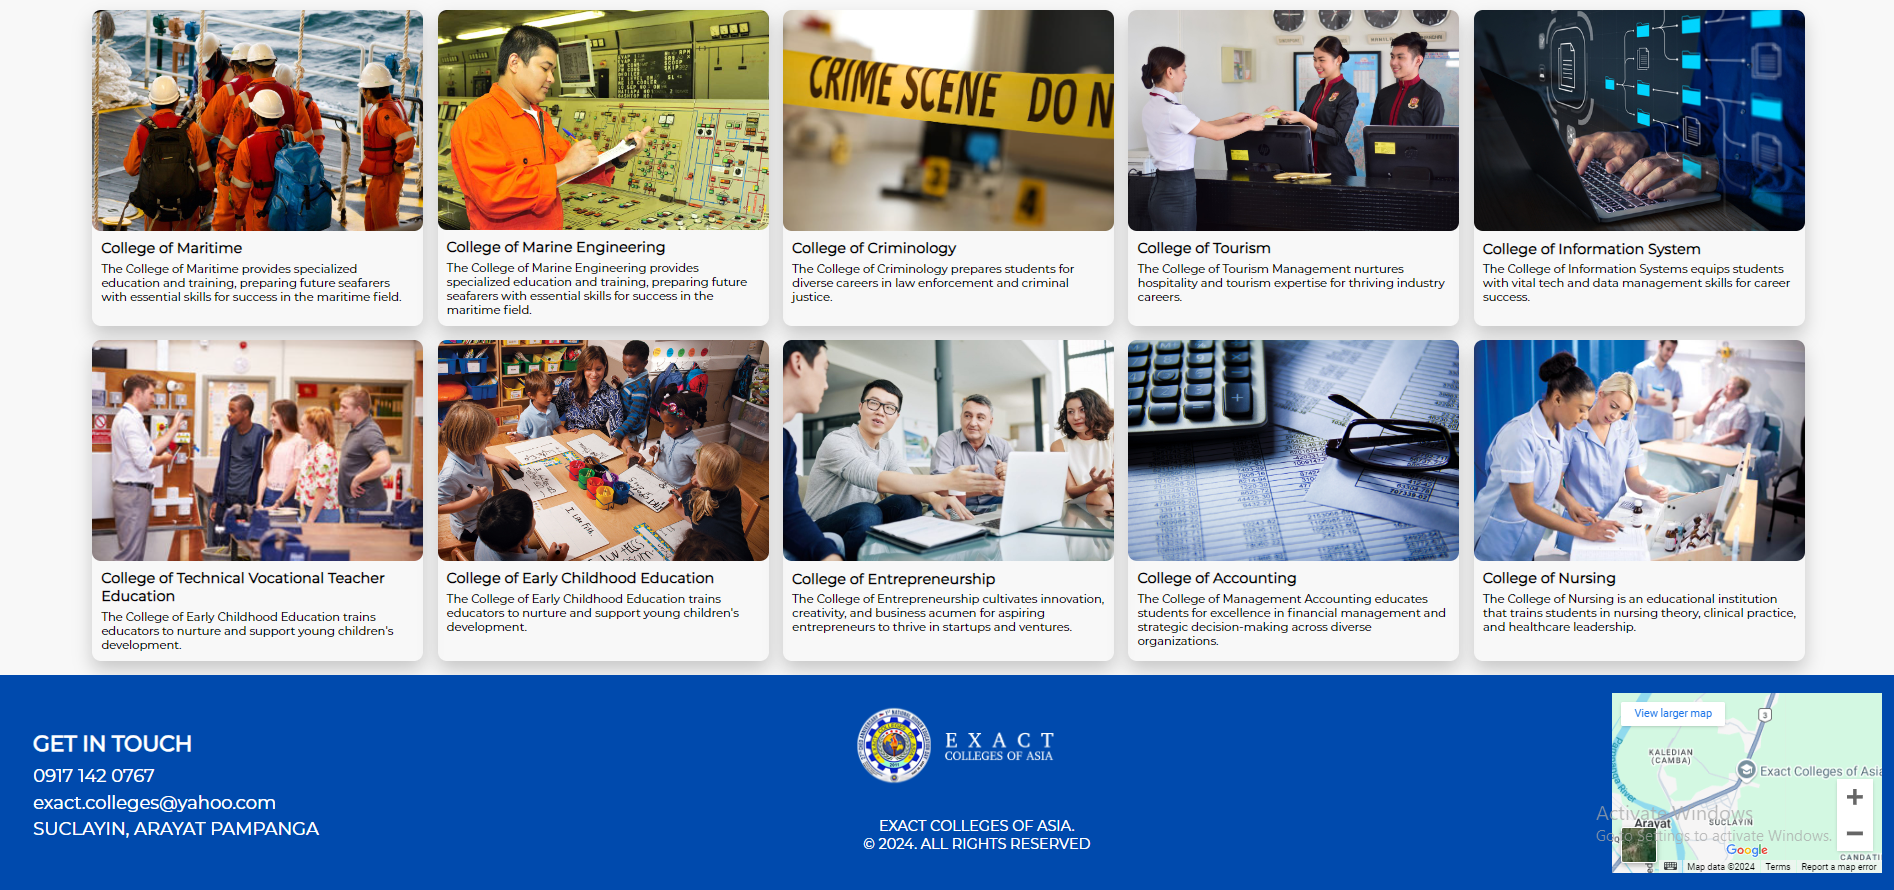 CRIME SCENE DO N
College of Maritime
The College of Maritime provides specialized
education and training, preparing future seafarers
with essential skills for success in the maritime field.
College of Marine Engineering
The College of Marine Engineering provides
specialized education and training, preparing future
seafarers with essential skills for success in the
maritime field.
College of Criminology
The College of Criminology prepares students for
diverse careers in law enforcement and criminal
justice.
College of Tourism
The College of Tourism Management nurtures
hospitality and tourism expertise for thriving industry
careers.
College of Information System
The College of Information Systems equips students
with vital tech and data management skills for career
success.
College of Technical Vocational Teacher
Education
The College of Early Childhood Education trains
educators to nurture and support young children's
development.
College of Early Childhood Education
The College of Early Childhood Education trains
educators to nurture and support young children's
development.
College of Entrepreneurship
The College of Entrepreneurship cultivates innovation,
creativity, and business acumen for aspiring
entrepreneurs to thrive in startups and ventures.
College of Accounting
The College of Management Accounting educates
students for excellence in financial management and
strategic decision-making across diverse
organizations.
College of Nursing
The College of Nursing is an educational institution
that trains students in nursing theory, clinical practice,
and healthcare leadership.
GET IN TOUCH
0917 142 0767
exact.colleges@yahoo.com
SUCLAYIN, ARAYAT PAMPANGA
EXACT
COLLEGES OF ASIA
EXACT COLLEGES OF ASIA.
© 2024. ALL RIGHTS RESERVED
View larger map
3
KALEDIAN
(CAMBA)
Exact Colleges of Asia
Arayat
SUCLAYIN
Activate Windows
Go to Settings to activate Windows.
Google
CANDATI
Map data ©2024 Terms Report a map error